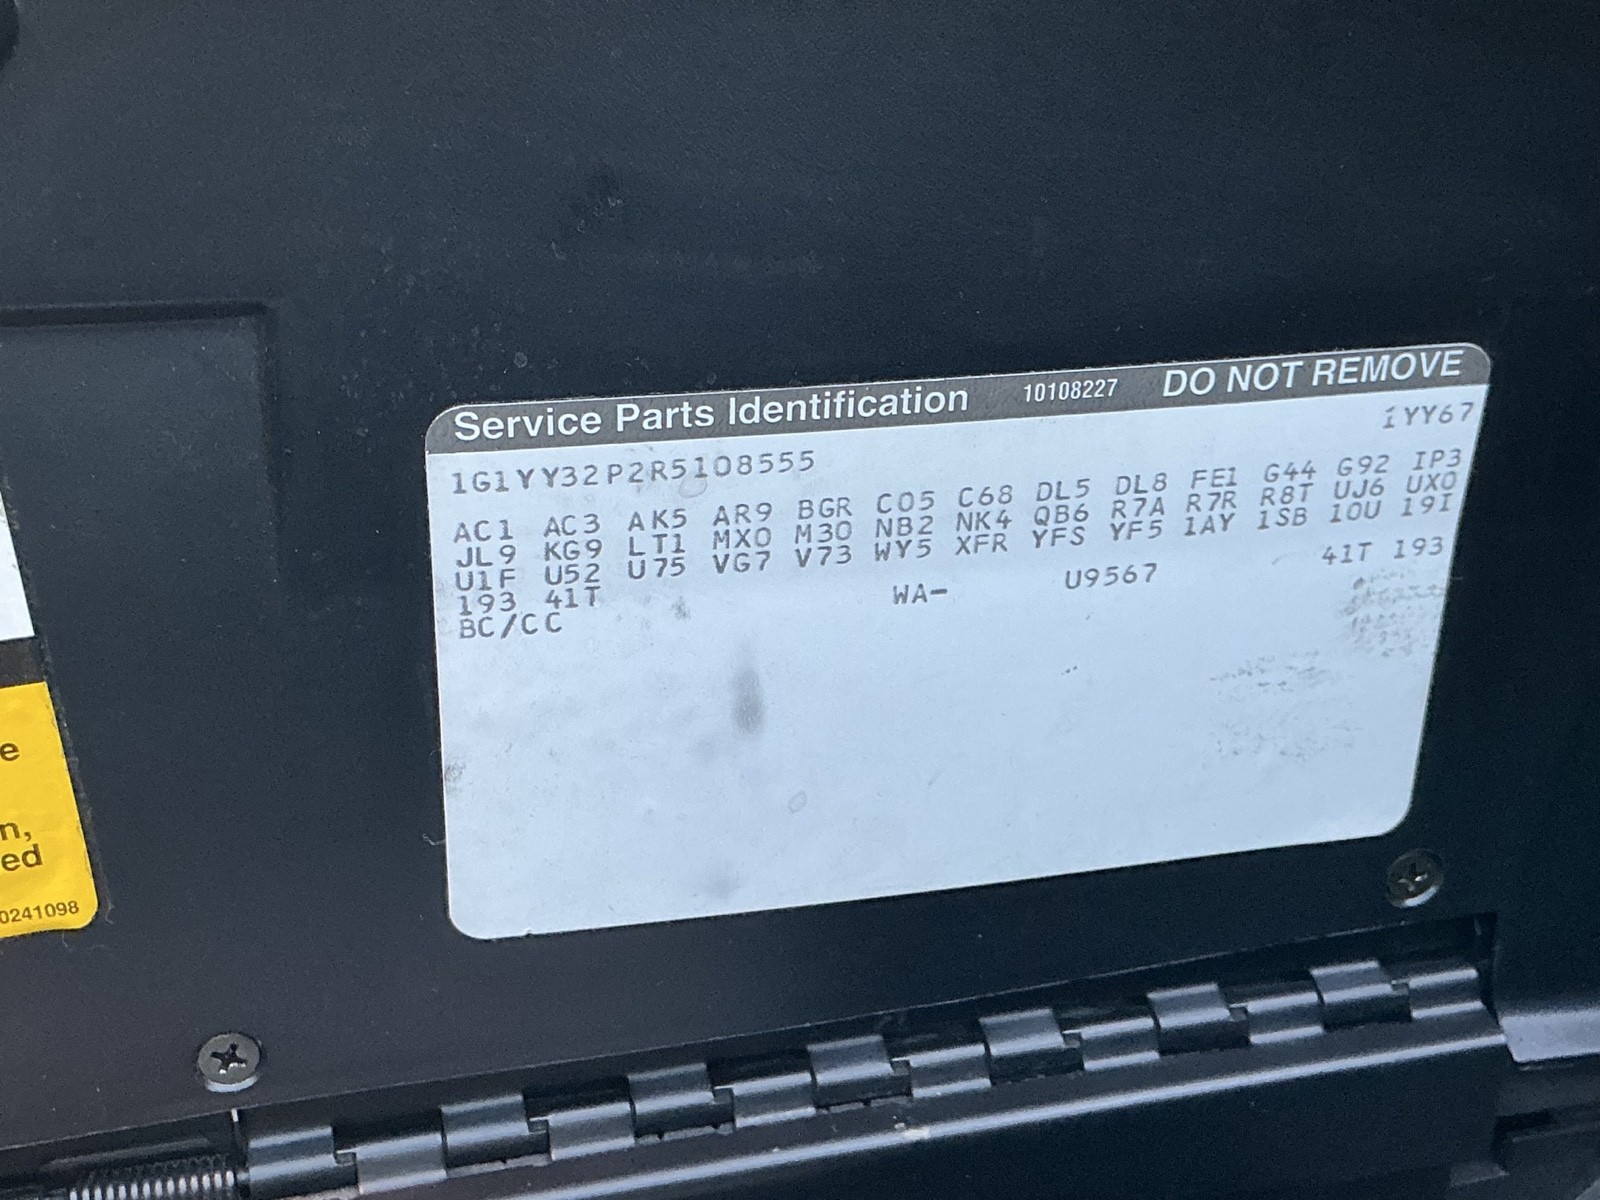 Service Parts Identification 10108227 DO NOT REMOVE
1G1YY32P2R5108555 1YY67
AC1 AC3 AK5 AR9 BGR C05 C68 DL5 DL8 FE1 G44 G92 IP3
JL9 KG9 LT1 MX0 M30 NB2 NK4 QB6 R7A R7R R8T UJ6 UX0
U1F U52 U75 VG7 V73 WY5 XFR YFS YF5 1AY 1SB 10U 19I
193 41T 41T 193
BC/CC WA- U9567
e
n,
ed
0241098